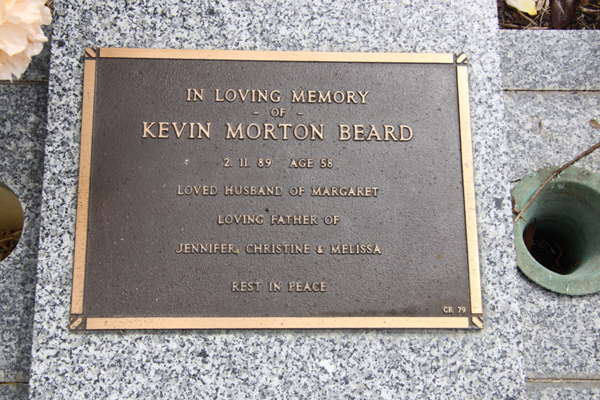 IN LOVING MEMORY
- OF -
KEVIN MORTON BEARD
2. 11. 89 AGE 58
LOVED HUSBAND OF MARGARET
LOVING FATHER OF
JENNIFER, CHRISTINE & MELISSA
REST IN PEACE
CR 79